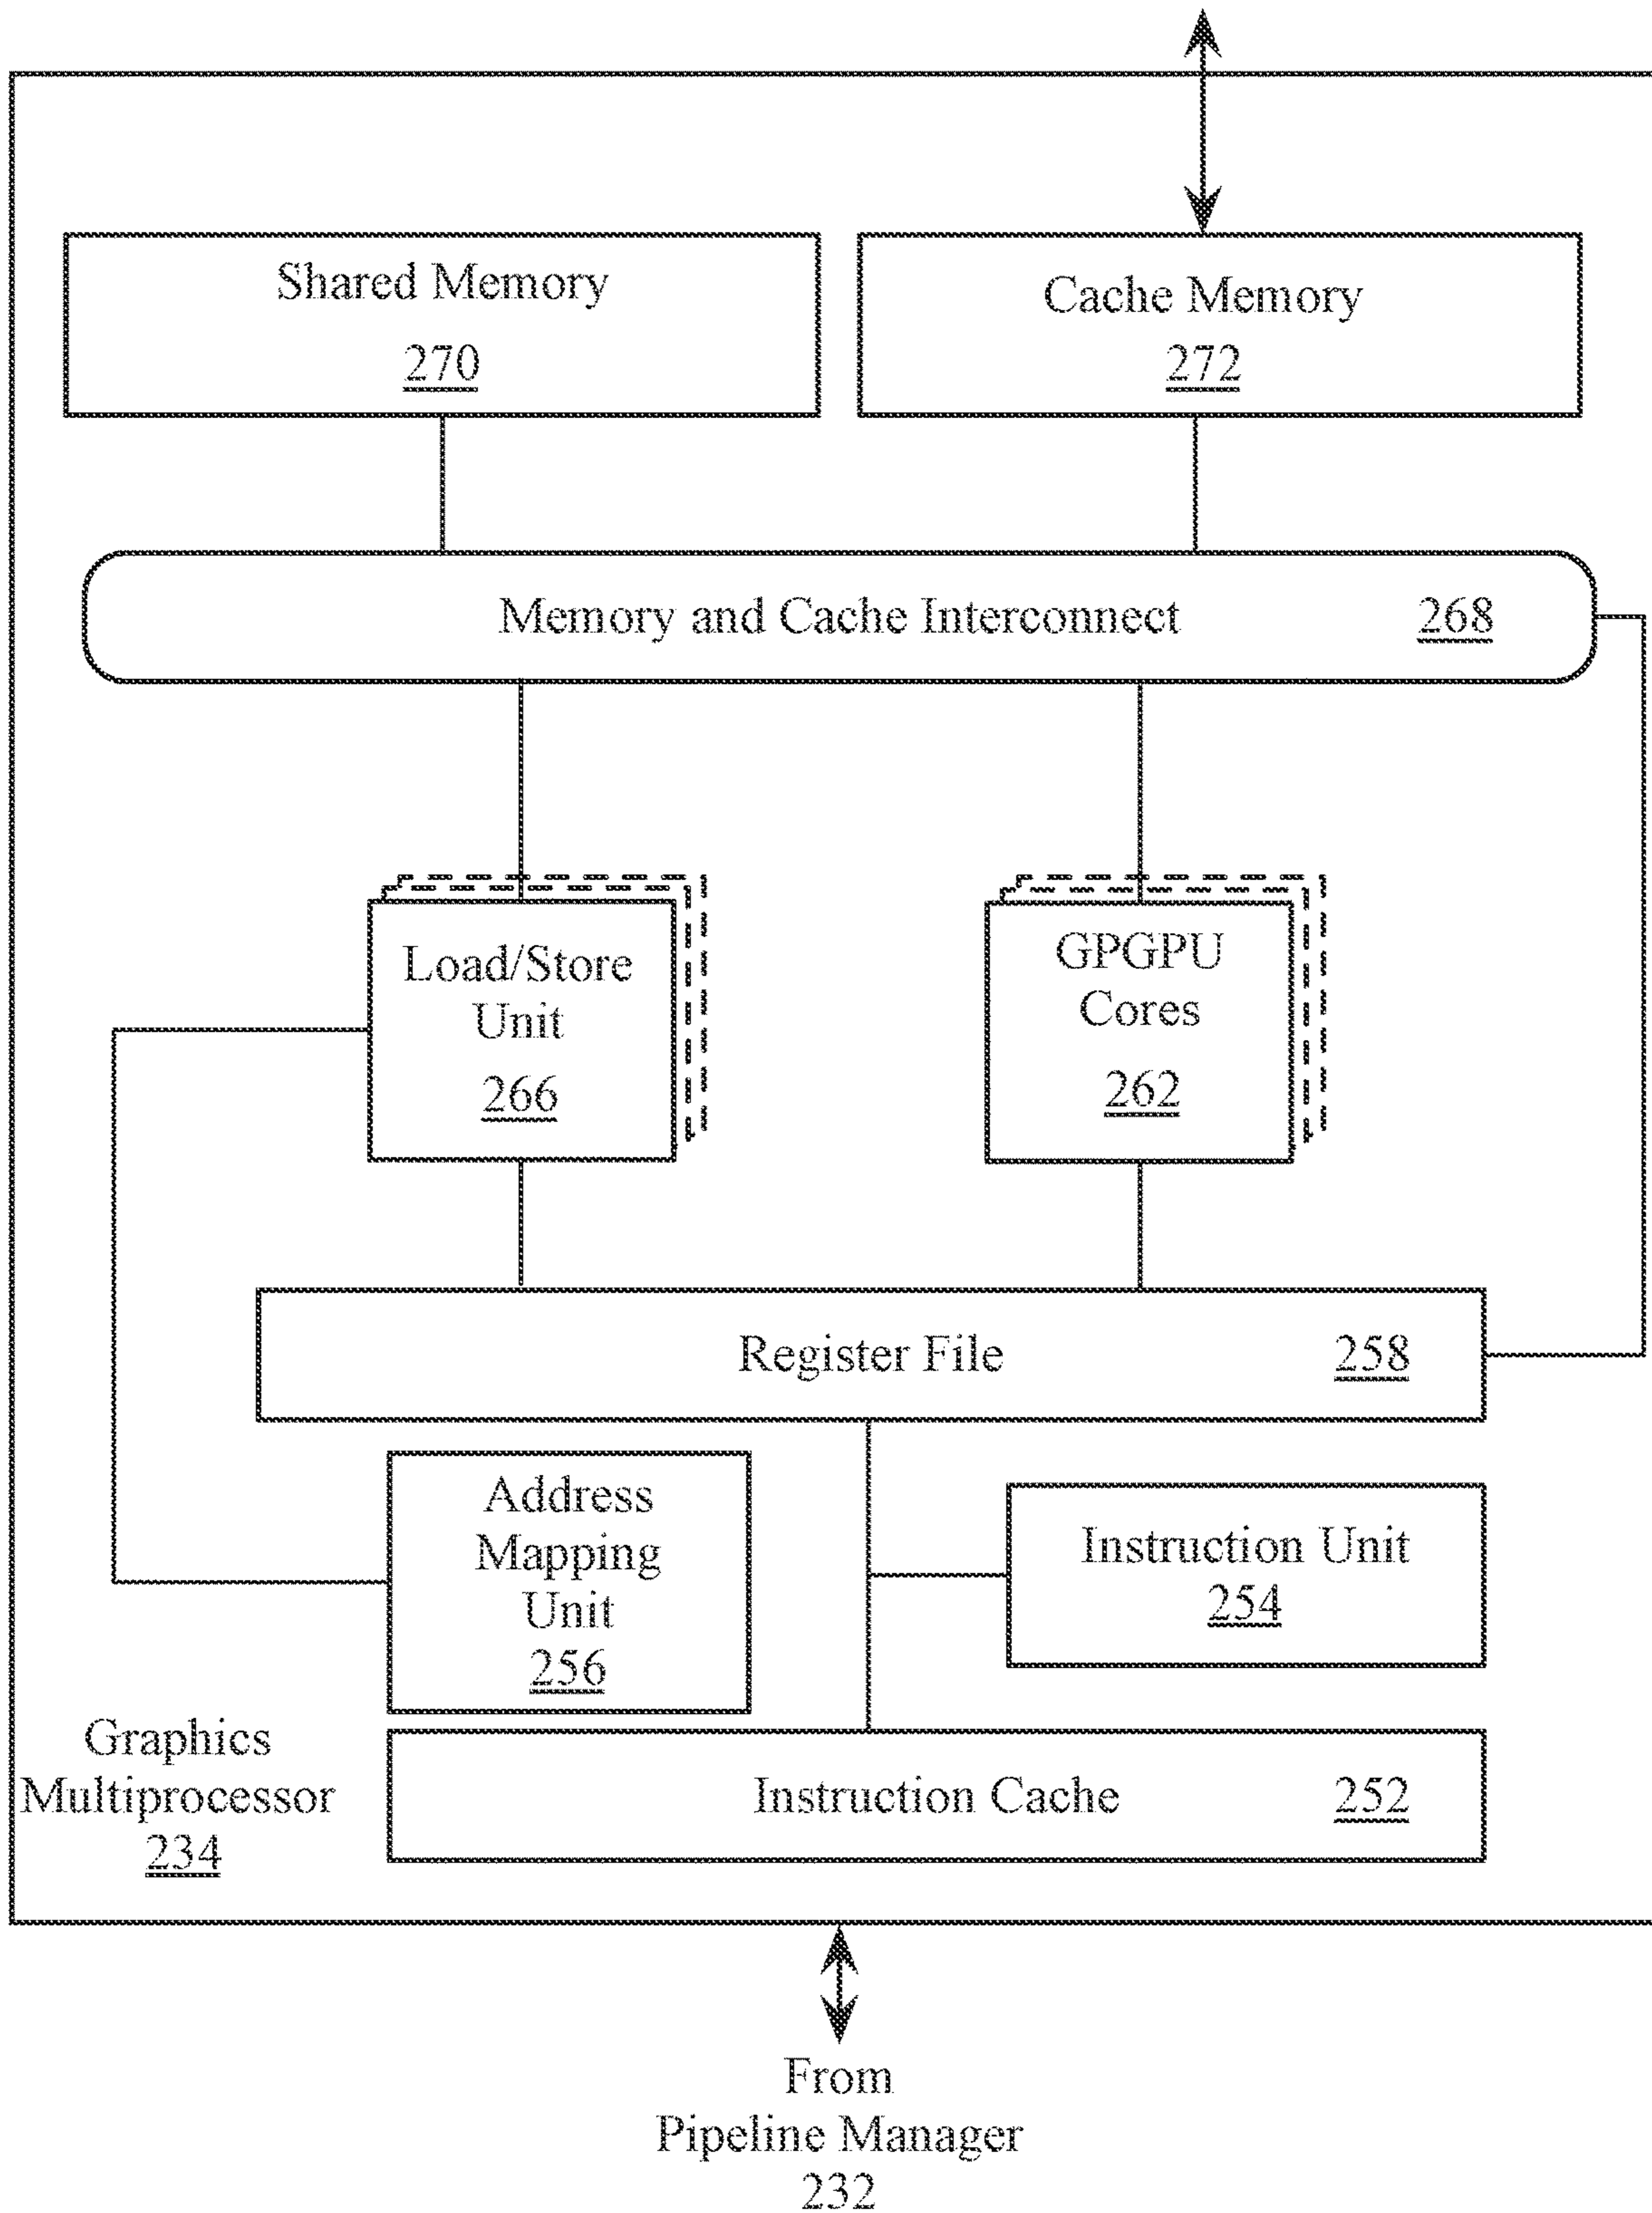 Shared Memory
270
Cache Memory
272
Memory and Cache Interconnect 268
Load/Store
Unit
266
GPGPU
Cores
262
Register File 258
Address
Mapping
Unit
256
Instruction Unit
254
Graphics
Multiprocessor
234
Instruction Cache 252
From
Pipeline Manager
232